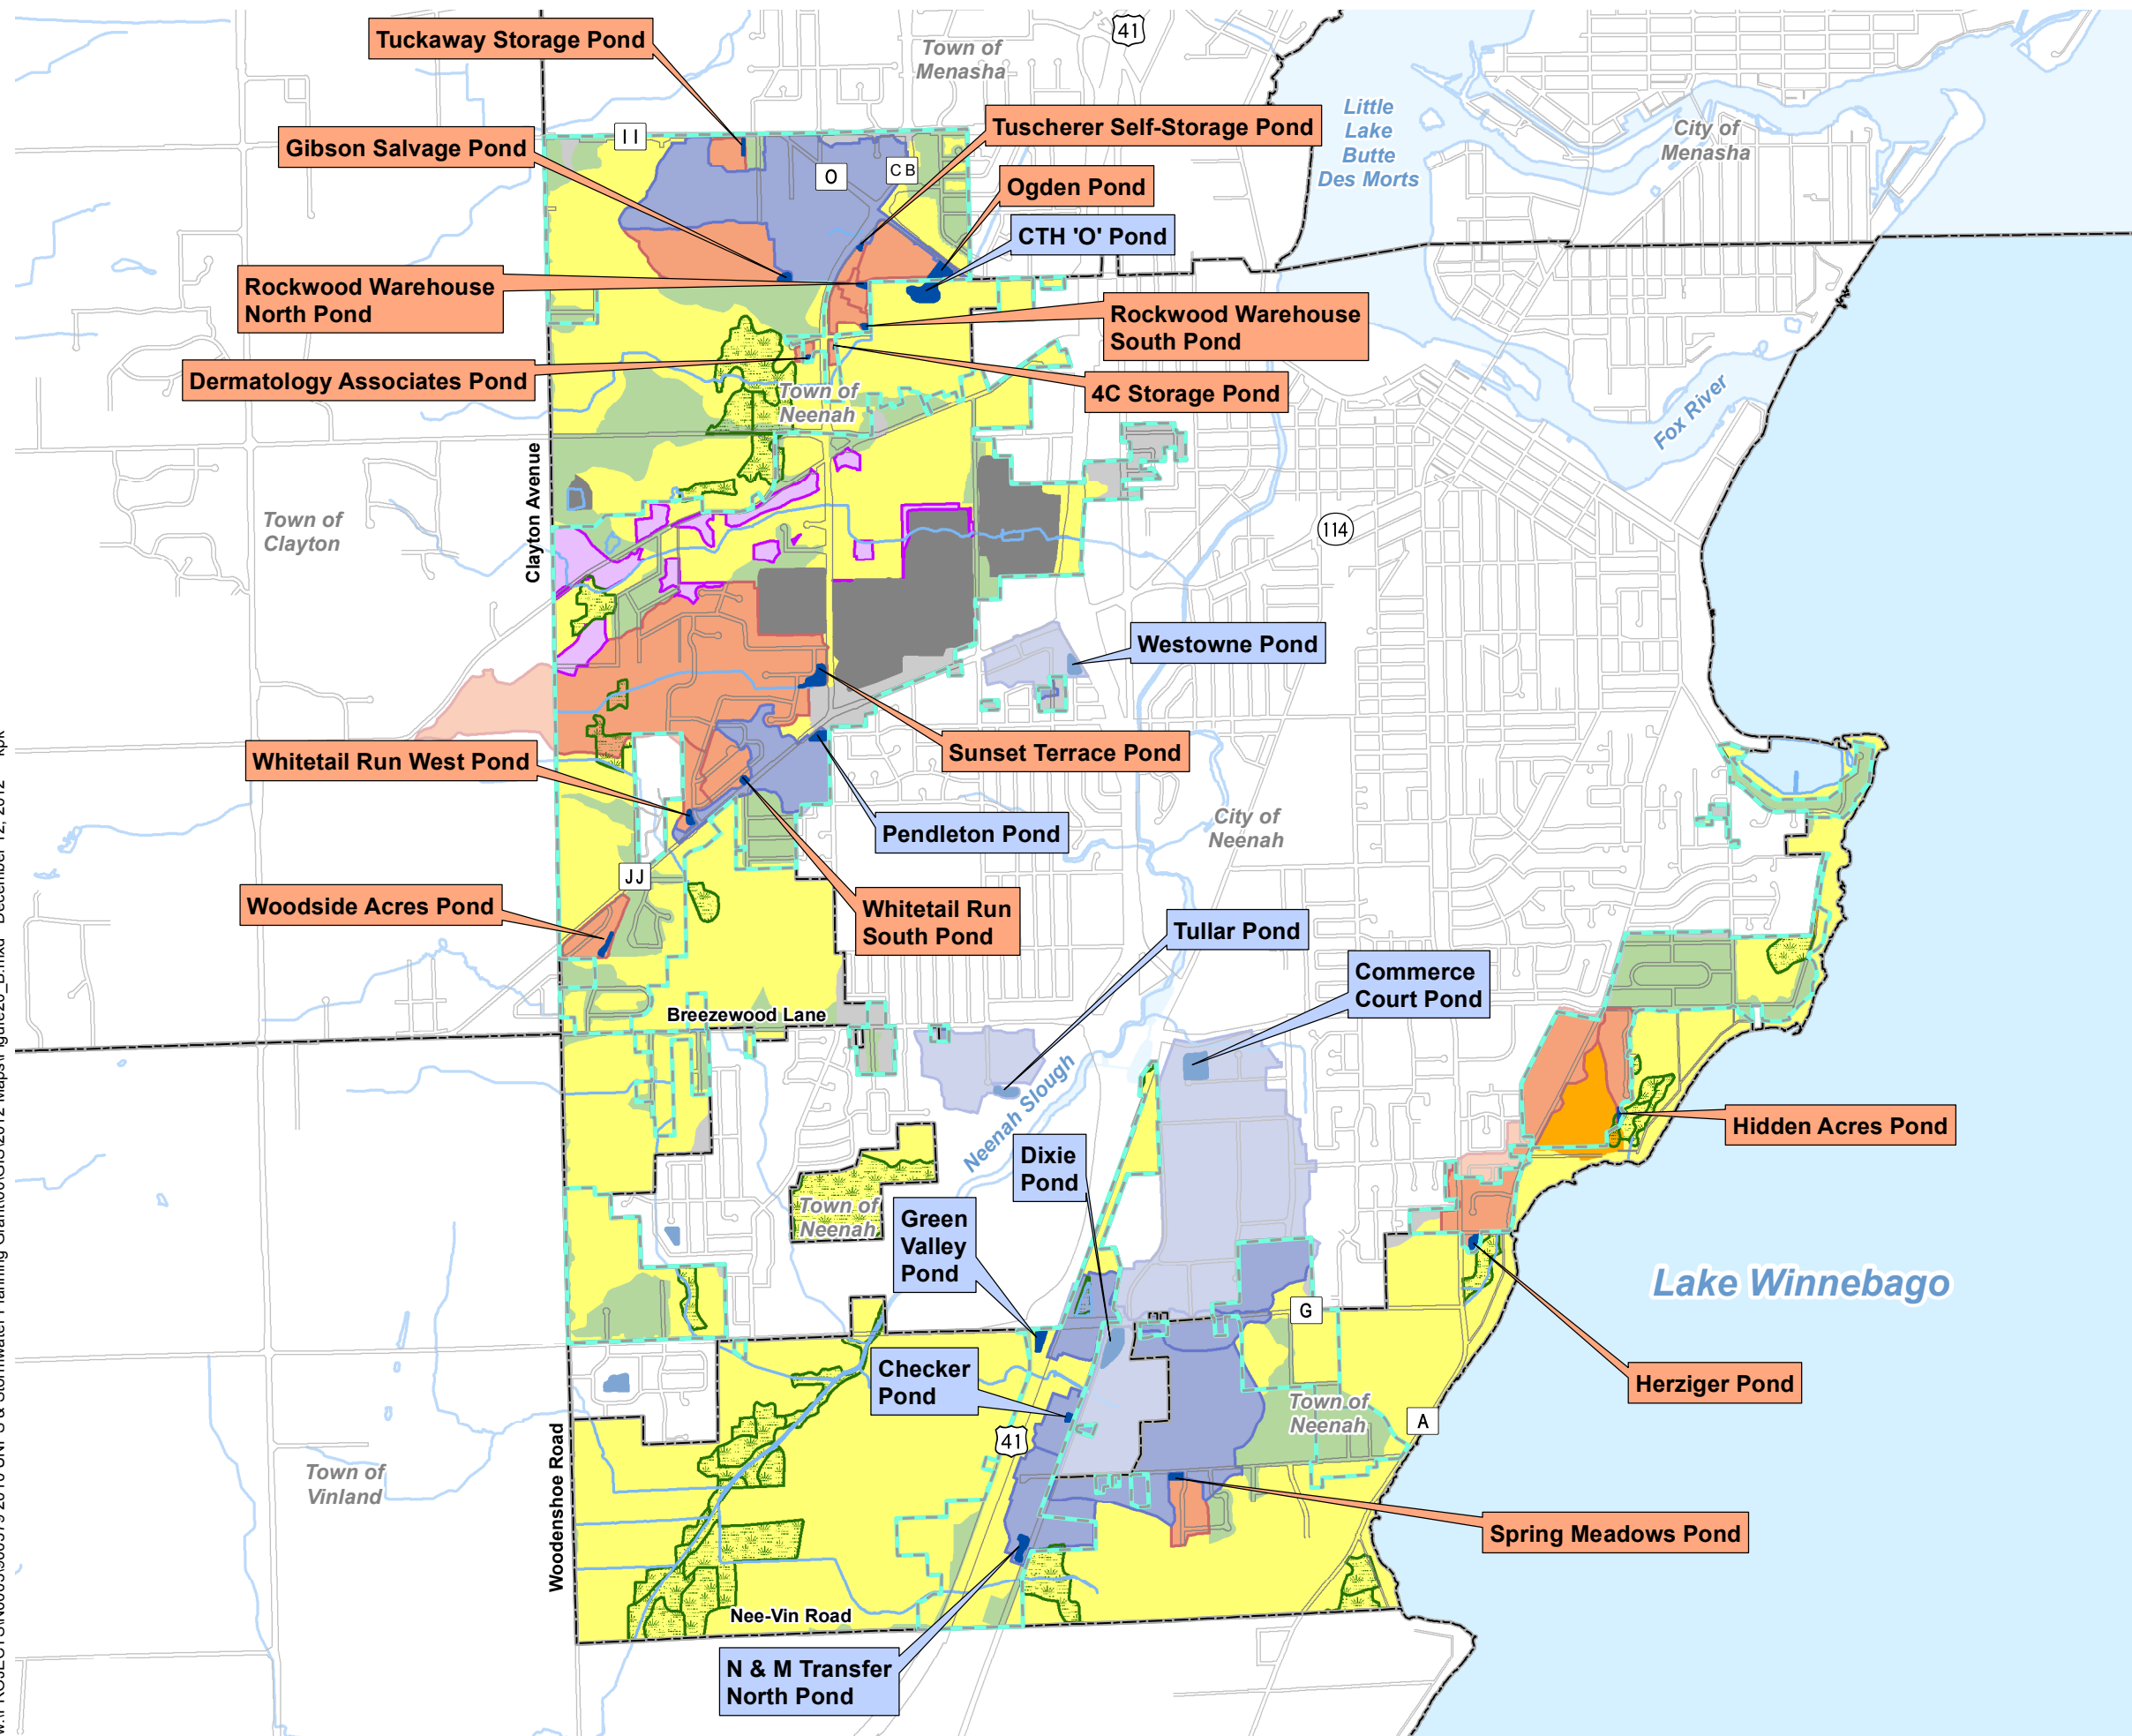 Tuckaway Storage Pond
41
Town of
Menasha
Gibson Salvage Pond
Tuscherer Self-Storage Pond
Little
Lake
Butte
Des Morts
City of
Menasha
II
O
CB
Ogden Pond
CTH 'O' Pond
Rockwood Warehouse
North Pond
Rockwood Warehouse
South Pond
Dermatology Associates Pond
4C Storage Pond
Town of
Neenah
Fox River
Clayton Avenue
Town of
Clayton
114
Westowne Pond
Whitetail Run West Pond
Sunset Terrace Pond
Pendleton Pond
City of
Neenah
JJ
Woodside Acres Pond
Whitetail Run
South Pond
Tullar Pond
Commerce
Court Pond
Breezewood Lane
Neenah Slough
Hidden Acres Pond
Dixie
Pond
Town of
Neenah
Green
Valley
Pond
Lake Winnebago
G
Checker
Pond
Herziger Pond
Town of
Neenah
A
41
Woodenshoe Road
Town of
Vinland
Spring Meadows Pond
Nee-Vin Road
N & M Transfer
North Pond